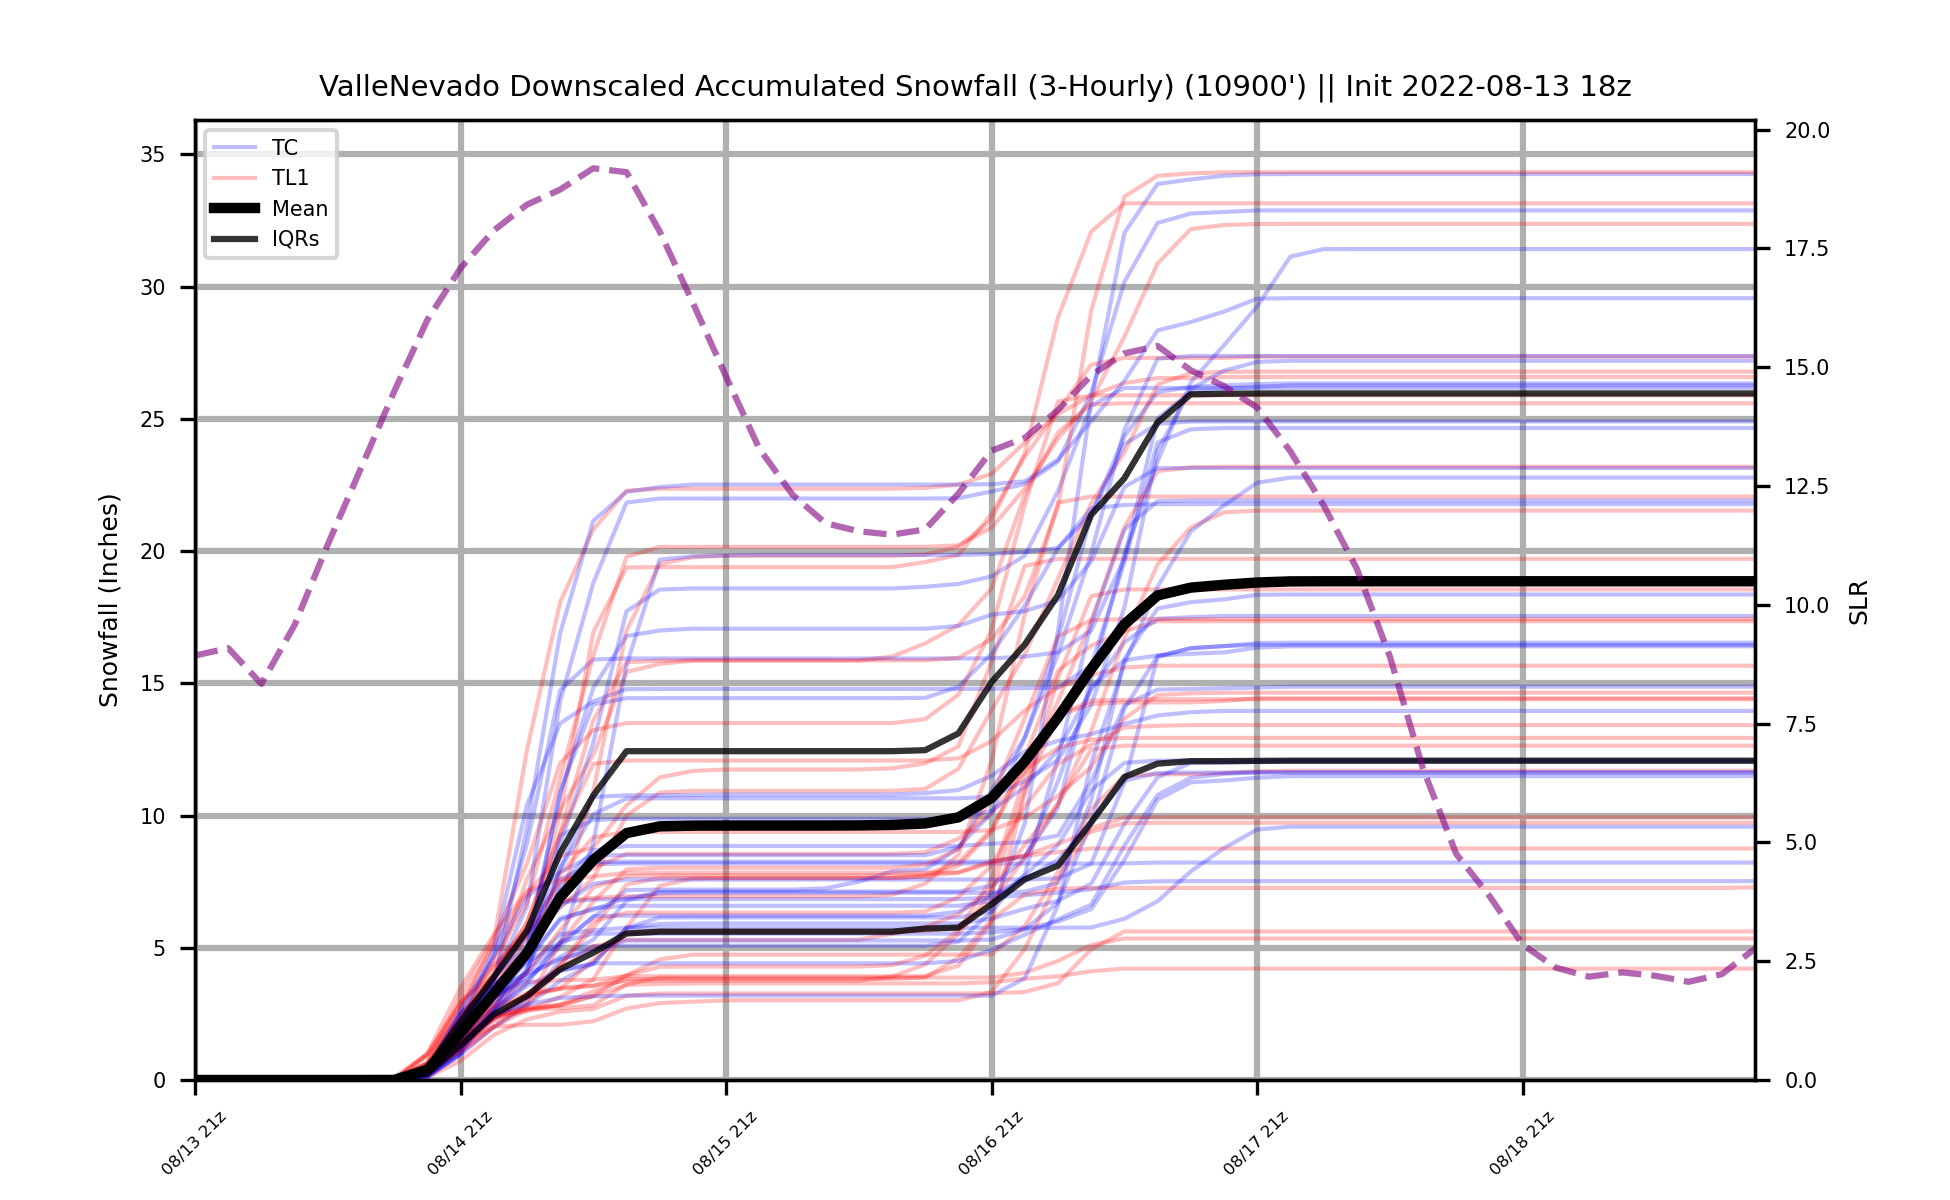 ValleNevado Downscaled Accumulated Snowfall (3-Hourly) (10900') || Init 2022-08-13 18z
TC
TL1
Mean
IQRs
Snowfall (Inches)
35
30
25
20
15
10
5
0
SLR
20.0
17.5
15.0
12.5
10.0
7.5
5.0
2.5
0.0
08/13 21z
08/14 21z
08/15 21z
08/16 21z
08/17 21z
08/18 21z